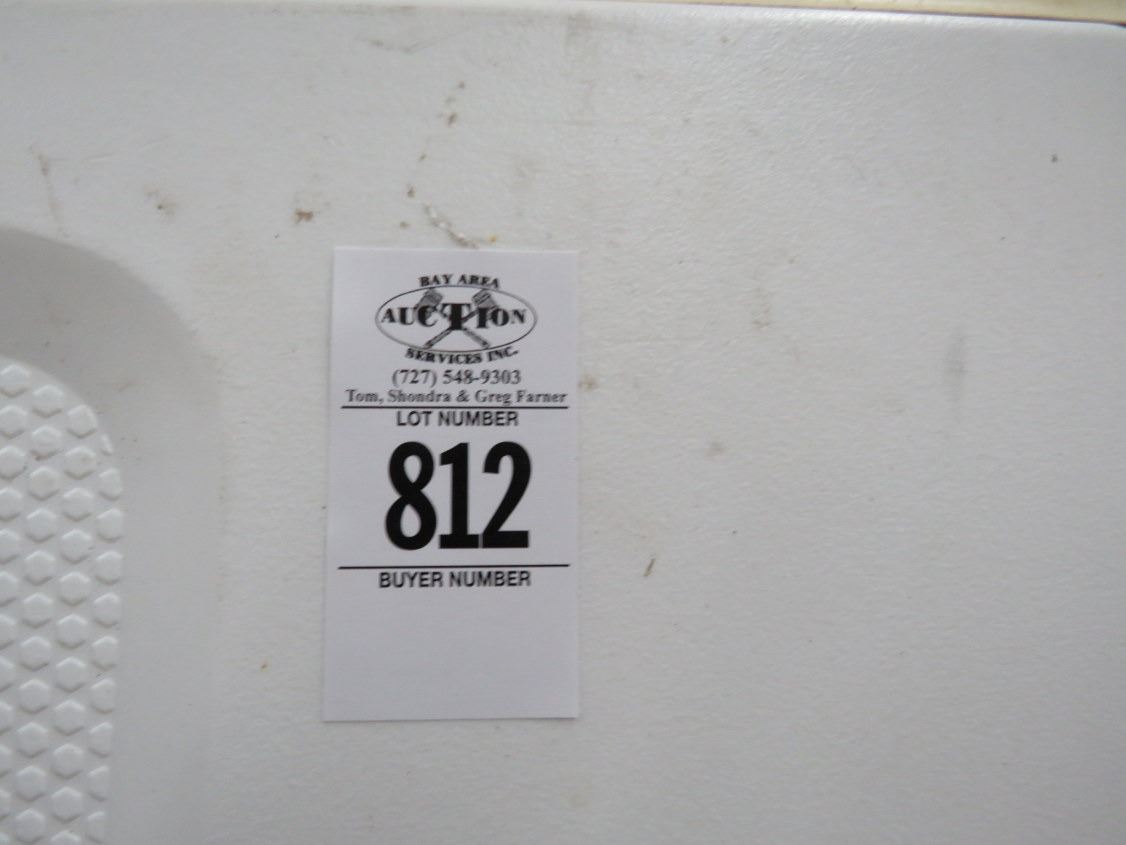 BAY AREA
AUCTION
SERVICES INC.
(727) 548-9303
Tom, Shondra & Greg Farner
LOT NUMBER
812
BUYER NUMBER